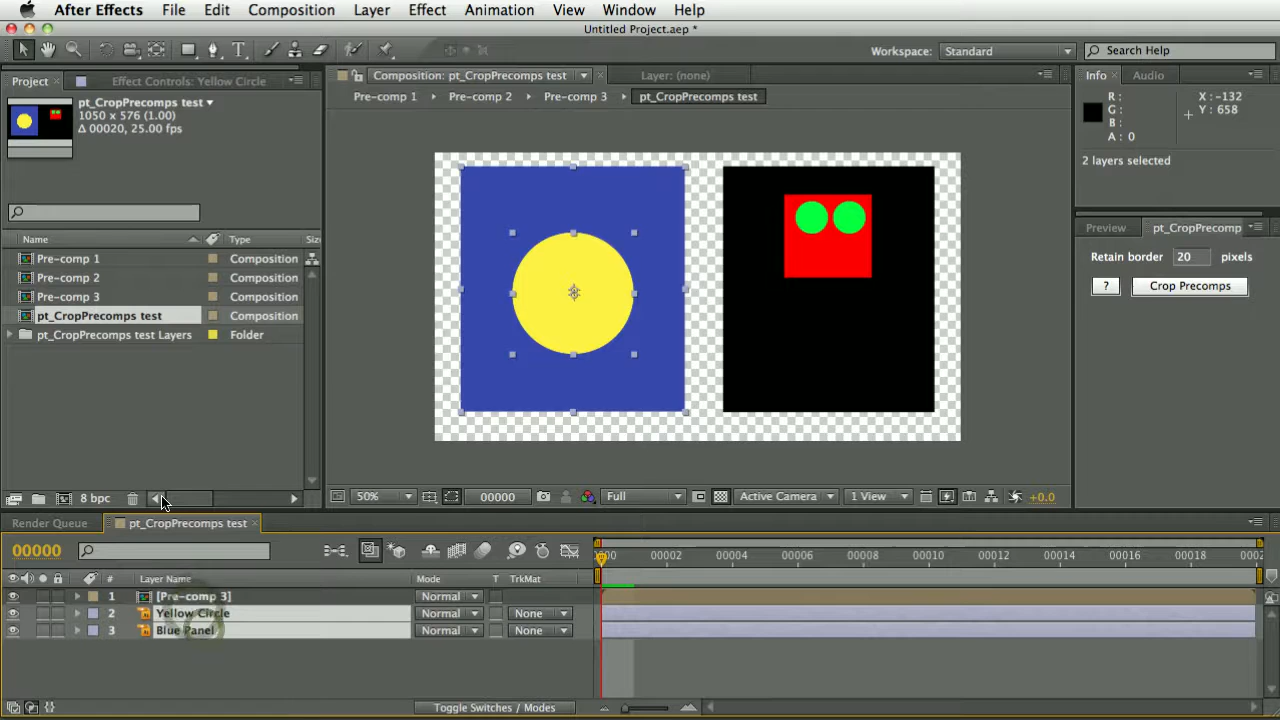 After Effects File Edit Composition Layer Effect Animation View Window Help
Untitled Project.aep *
Workspace: Standard Search Help
Project Effect Controls: Yellow Circle
pt_CropPrecomps test
1050 x 576 (1.00)
Δ 00020, 25.00 fps
Name Type Siz
Pre-comp 1 Composition
Pre-comp 2 Composition
Pre-comp 3 Composition
pt_CropPrecomps test Composition
pt_CropPrecomps test Layers Folder
8 bpc
Composition: pt_CropPrecomps test Layer: (none)
Pre-comp 1 Pre-comp 2 Pre-comp 3 pt_CropPrecomps test
50% 00000 Full Active Camera 1 View +0.0
Info Audio
R: X: -132
G: Y: 658
B:
A: 0
2 layers selected
Preview pt_CropPrecomp
Retain border 20 pixels
? Crop Precomps
Render Queue pt_CropPrecomps test
00000
00002 00004 00006 00008 00010 00012 00014 00016 00018
# Layer Name Mode T TrkMat
1 [Pre-comp 3] Normal
2 Yellow Circle Normal None
3 Blue Panel Normal None
Toggle Switches / Modes